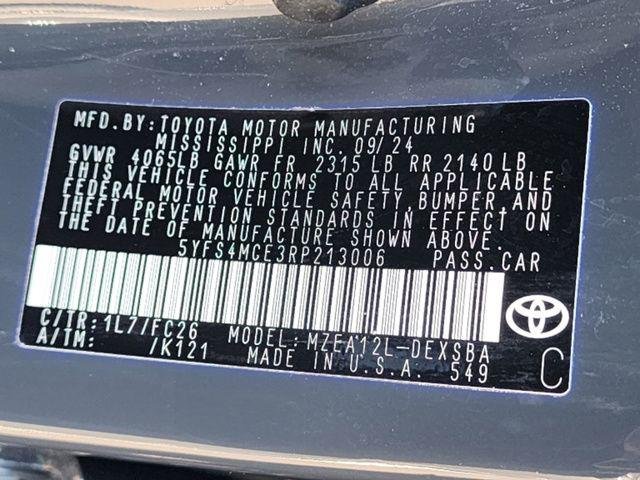 MFD.BY:TOYOTA MOTOR MANUFACTURING
MISSISSIPPI INC. 09/24
GVWR 4065LB GAWR FR 2315 LB RR 2140 LB
THIS VEHICLE CONFORMS TO ALL APPLICABLE
FEDERAL MOTOR VEHICLE SAFETY,BUMPER,AND
THEFT PREVENTION STANDARDS IN EFFECT ON
THE DATE OF MANUFACTURE SHOWN ABOVE.
5YFS4MCE3RP213006 PASS.CAR
C/TR:1L7/FC26 MODEL:MZEA12L-DEXSBA
A/TM: /K121 MADE IN U.S.A. 549 C